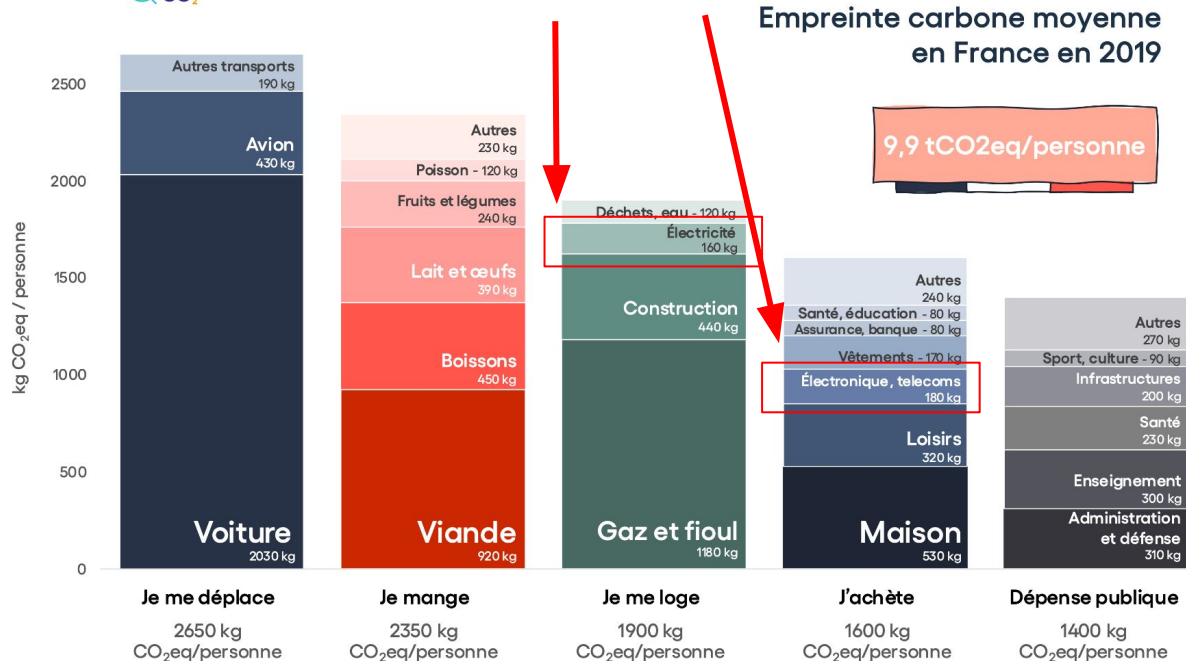 CO₂
Empreinte carbone moyenne
en France en 2019
9,9 tCO2eq/personne
kg CO₂eq / personne
2500
2000
1500
1000
500
0
Autres transports
190 kg
Avion
430 kg
Voiture
2030 kg
Autres
230 kg
Poisson - 120 kg
Fruits et légumes
240 kg
Lait et œufs
390 kg
Boissons
450 kg
Viande
920 kg
Déchets, eau - 120 kg
Électricité
160 kg
Construction
440 kg
Gaz et fioul
1180 kg
Autres
240 kg
Santé, éducation - 80 kg
Assurance, banque - 80 kg
Vêtements - 170 kg
Électronique, telecoms
180 kg
Loisirs
320 kg
Maison
530 kg
Autres
270 kg
Sport, culture - 90 kg
Infrastructures
200 kg
Santé
230 kg
Enseignement
300 kg
Administration
et défense
310 kg
Je me déplace
2650 kg
CO₂eq/personne
Je mange
2350 kg
CO₂eq/personne
Je me loge
1900 kg
CO₂eq/personne
J'achète
1600 kg
CO₂eq/personne
Dépense publique
1400 kg
CO₂eq/personne